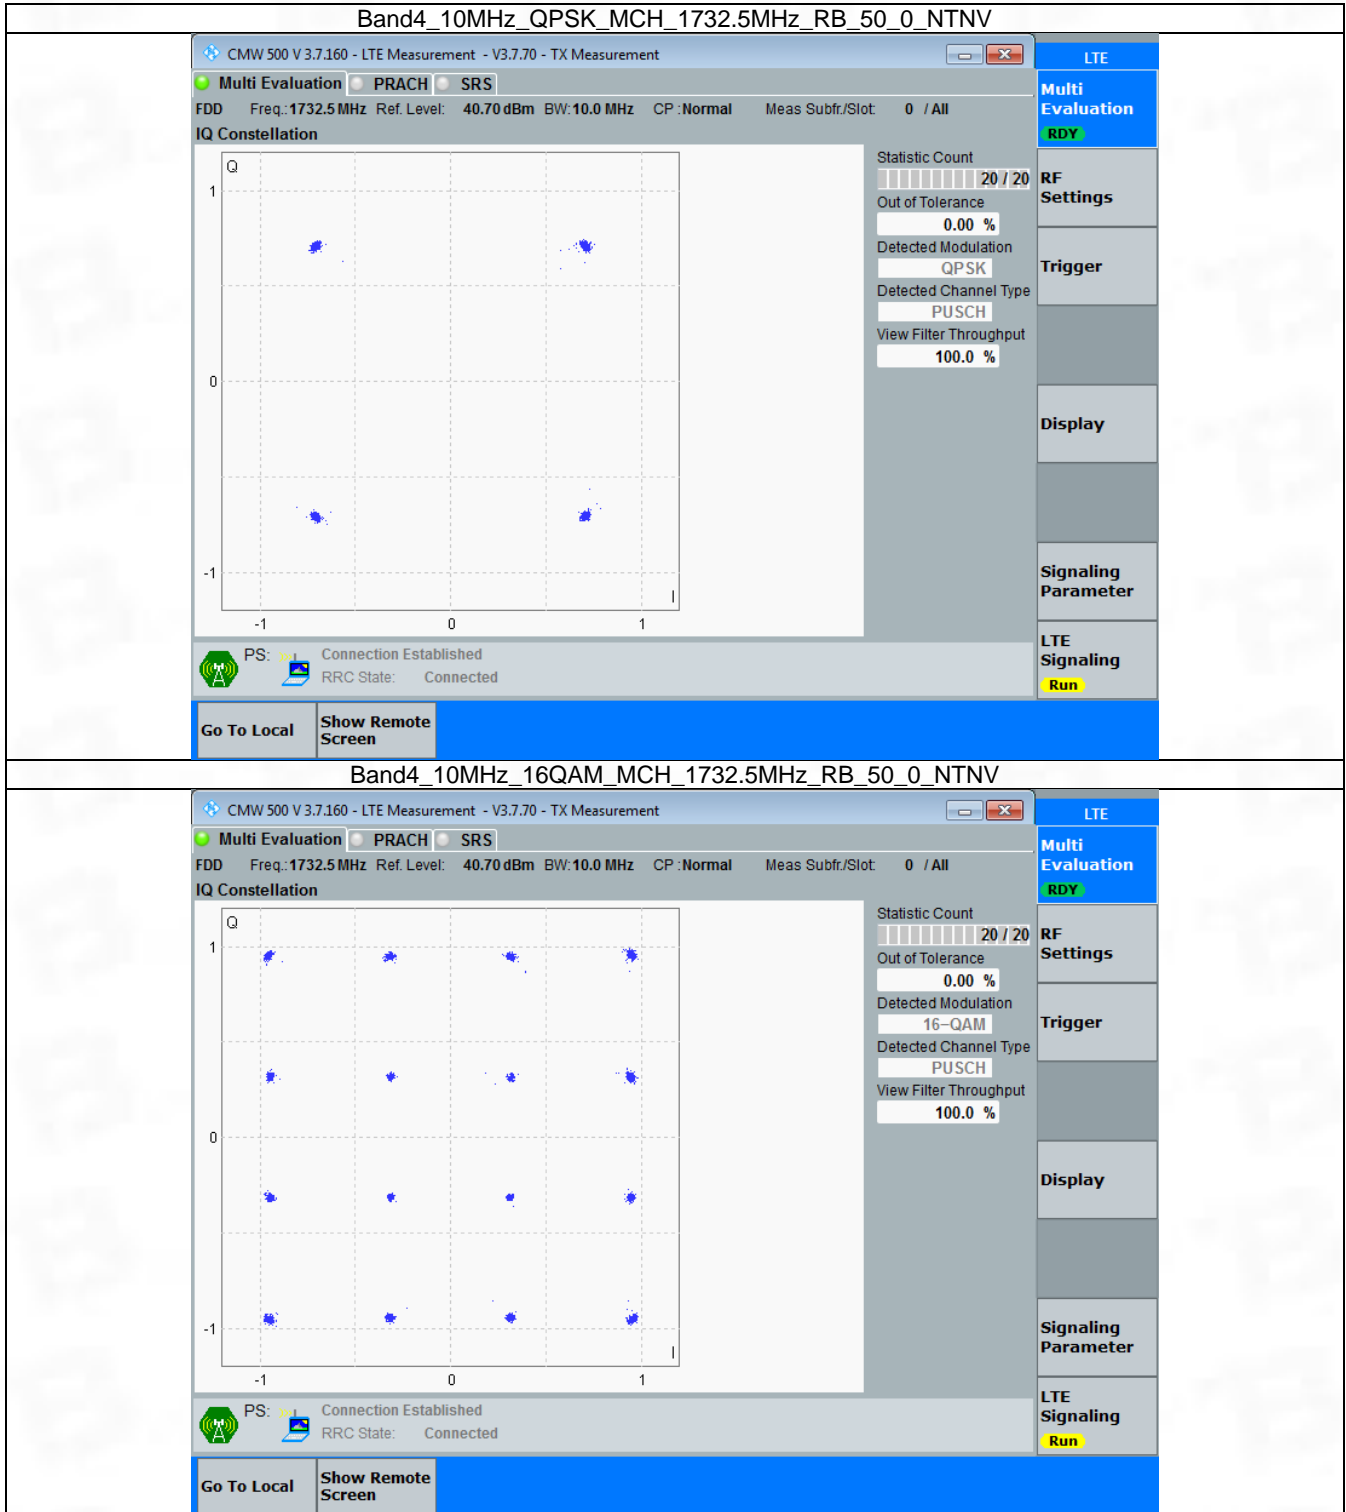 Band4_10MHz_QPSK_MCH_1732.5MHz_RB_50_0_NTNV
CMW 500 V 3.7.160 - LTE Measurement - V3.7.70 - TX Measurement
LTE
Multi Evaluation PRACH SRS
Multi
Evaluation
RDY
FDD Freq.:1732.5 MHz Ref. Level: 40.70 dBm BW:10.0 MHz CP :Normal Meas Subfr./Slot: 0 / All
IQ Constellation
Q
1
0
-1
I
-1 0 1
Statistic Count
20 / 20
Out of Tolerance
0.00 %
Detected Modulation
QPSK
Detected Channel Type
PUSCH
View Filter Throughput
100.0 %
RF
Settings
Trigger
Display
Signaling
Parameter
LTE
Signaling
Run
PS: Connection Established
RRC State: Connected
Go To Local
Show Remote
Screen
Band4_10MHz_16QAM_MCH_1732.5MHz_RB_50_0_NTNV
CMW 500 V 3.7.160 - LTE Measurement - V3.7.70 - TX Measurement
LTE
Multi Evaluation PRACH SRS
Multi
Evaluation
RDY
FDD Freq.:1732.5 MHz Ref. Level: 40.70 dBm BW:10.0 MHz CP :Normal Meas Subfr./Slot: 0 / All
IQ Constellation
Q
1
0
-1
I
-1 0 1
Statistic Count
20 / 20
Out of Tolerance
0.00 %
Detected Modulation
16-QAM
Detected Channel Type
PUSCH
View Filter Throughput
100.0 %
RF
Settings
Trigger
Display
Signaling
Parameter
LTE
Signaling
Run
PS: Connection Established
RRC State: Connected
Go To Local
Show Remote
Screen